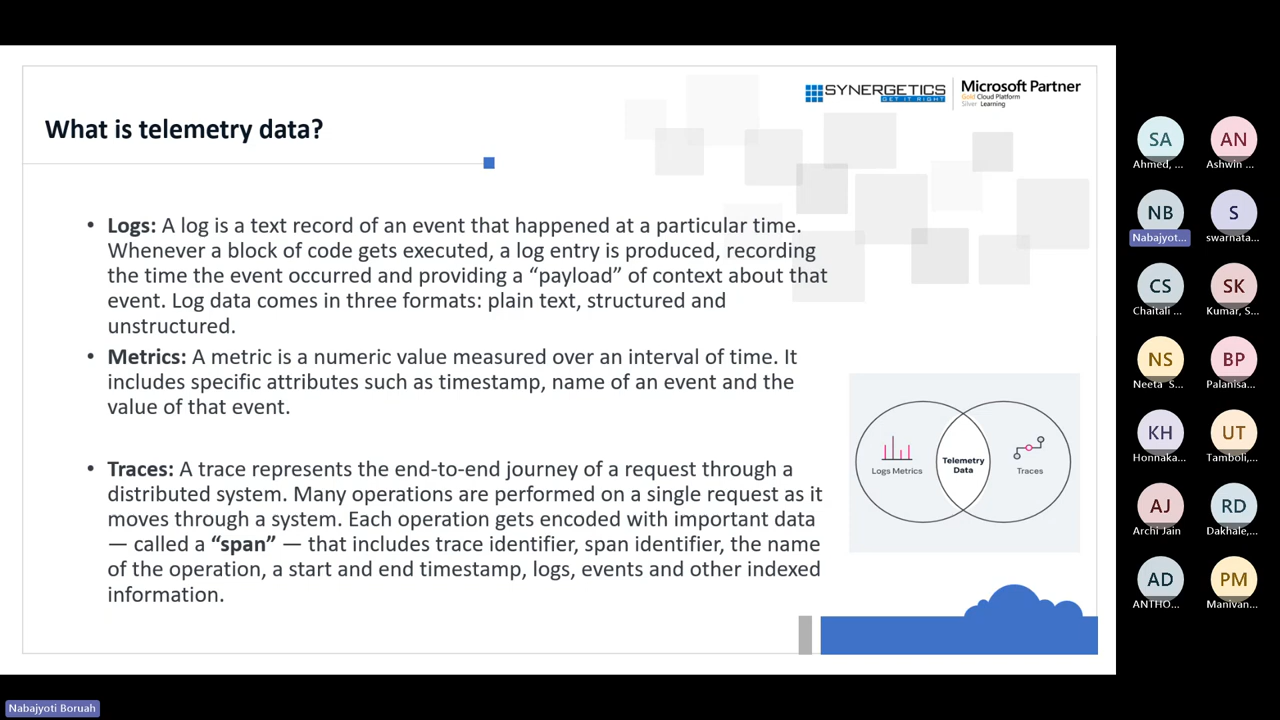 SYNERGETICS
GET IT RIGHT
Microsoft Partner
Gold Cloud Platform
Silver Learning
What is telemetry data?
• Logs: A log is a text record of an event that happened at a particular time.
Whenever a block of code gets executed, a log entry is produced, recording
the time the event occurred and providing a “payload” of context about that
event. Log data comes in three formats: plain text, structured and
unstructured.
• Metrics: A metric is a numeric value measured over an interval of time. It
includes specific attributes such as timestamp, name of an event and the
value of that event.
• Traces: A trace represents the end-to-end journey of a request through a
distributed system. Many operations are performed on a single request as it
moves through a system. Each operation gets encoded with important data
— called a “span” — that includes trace identifier, span identifier, the name
of the operation, a start and end timestamp, logs, events and other indexed
information.
Logs Metrics
Telemetry
Data
Traces
SA
Ahmed, ...
AN
Ashwin ...
NB
Nabajyot...
S
swarnata...
CS
Chaitali ...
SK
Kumar, S...
NS
Neeta S...
BP
Palanisa...
KH
Honnaka...
UT
Tamboli,...
AJ
Archi Jain
RD
Dakhale,...
AD
ANTHO...
PM
Manivan...
Nabajyoti Boruah